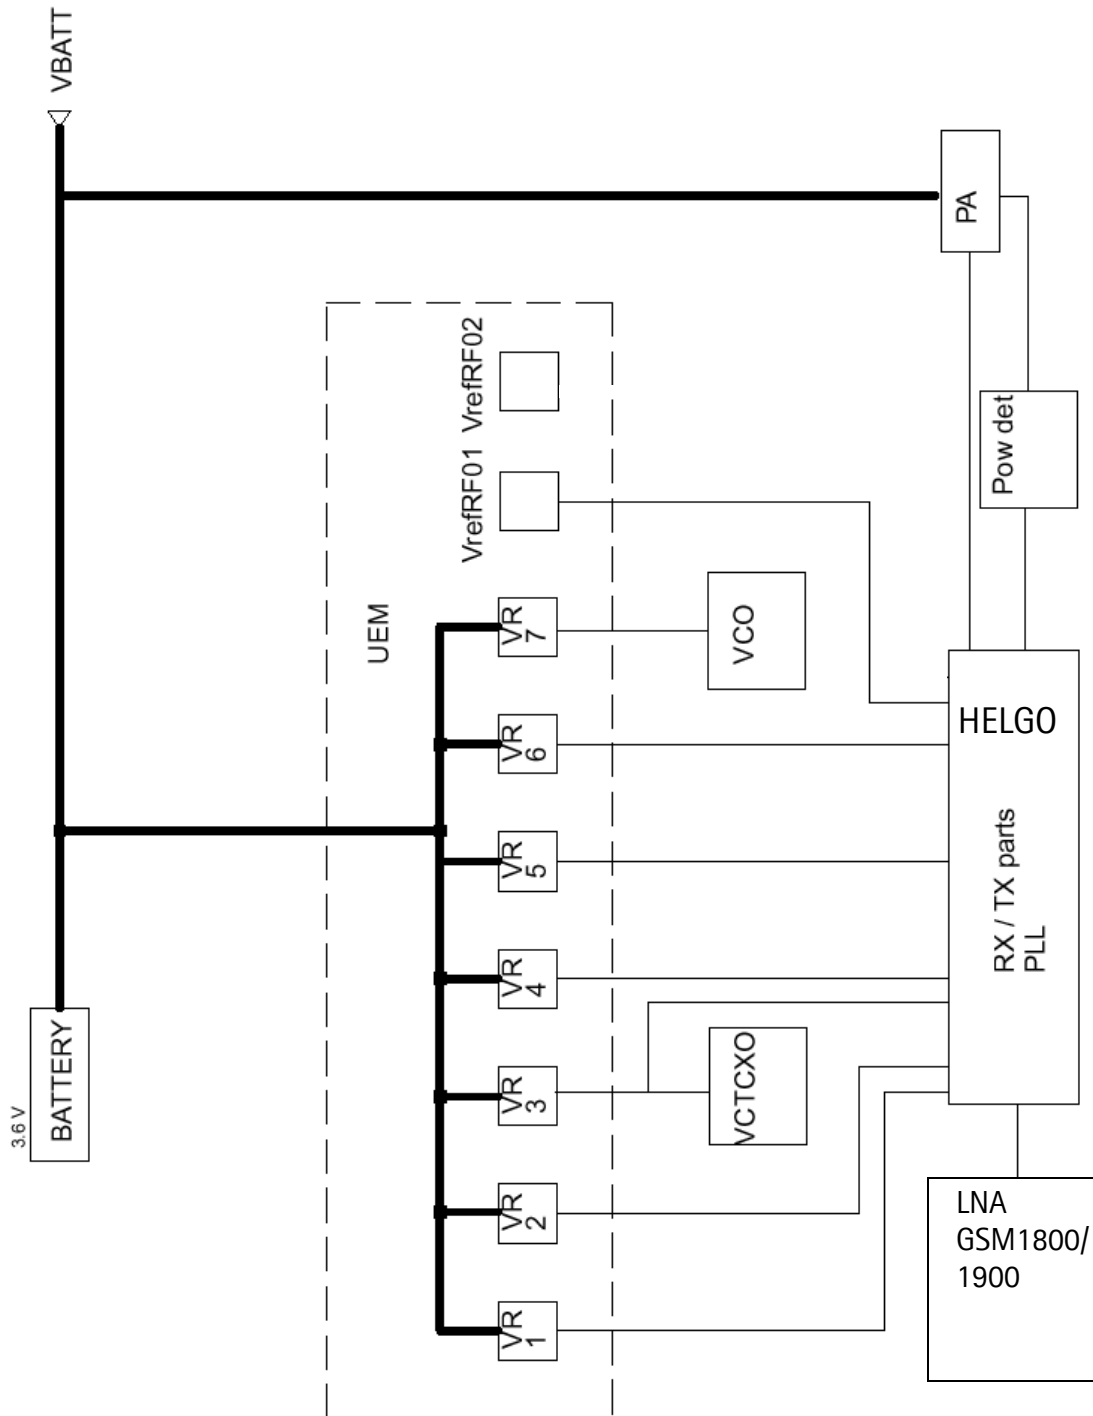 VBATT
PA
VrefRF02
Pow det
VrefRF01
UEM
VR
7
VCO
HELGO
VR
6
VR
5
RX / TX parts
PLL
VR
4
3.6 V
BATTERY
VR
3
VCTCXO
VR
2
LNA
GSM1800/
1900
VR
1